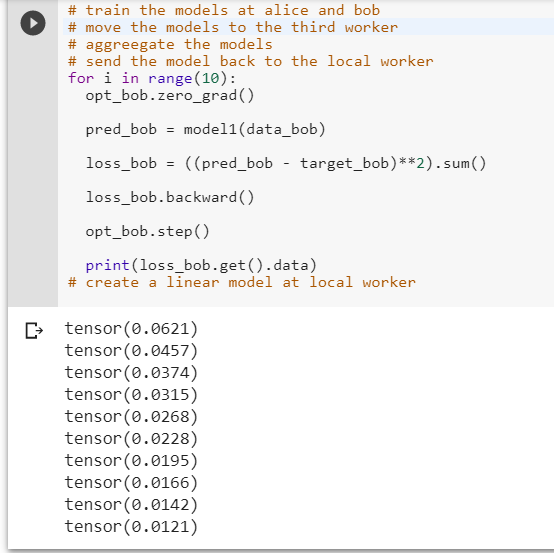 # train the models at alice and bob
# move the models to the third worker
# aggreegate the models
# send the model back to the local worker
for i in range(10):
  opt_bob.zero_grad()
  pred_bob = model1(data_bob)
  loss_bob = ((pred_bob - target_bob)**2).sum()
  loss_bob.backward()
  opt_bob.step()
  print(loss_bob.get().data)
# create a linear model at local worker
tensor(0.0621)
tensor(0.0457)
tensor(0.0374)
tensor(0.0315)
tensor(0.0268)
tensor(0.0228)
tensor(0.0195)
tensor(0.0166)
tensor(0.0142)
tensor(0.0121)